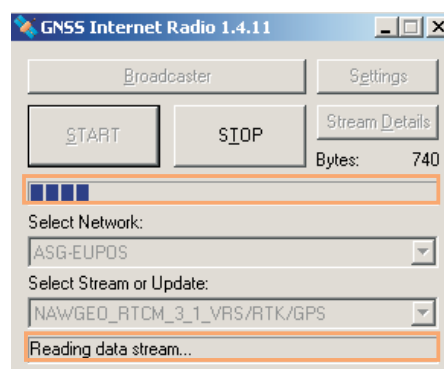 GNSS Internet Radio 1.4.11
Broadcaster Settings
START STOP Stream Details
Bytes: 740
Select Network:
ASG-EUPOS
Select Stream or Update:
NAWGEO_RTCM_3_1_VRS/RTK/GPS
Reading data stream...